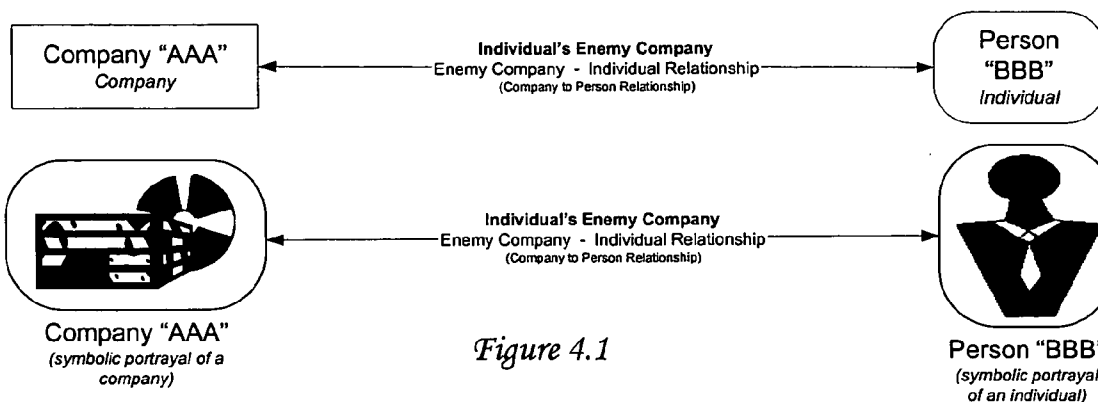 Company “AAA”
Company
Individual's Enemy Company
Enemy Company - Individual Relationship
(Company to Person Relationship)
Person
“BBB”
Individual
Individual's Enemy Company
Enemy Company - Individual Relationship
(Company to Person Relationship)
Company “AAA”
(symbolic portrayal of a
company)
Figure 4.1
Person “BBB”
(symbolic portrayal
of an individual)